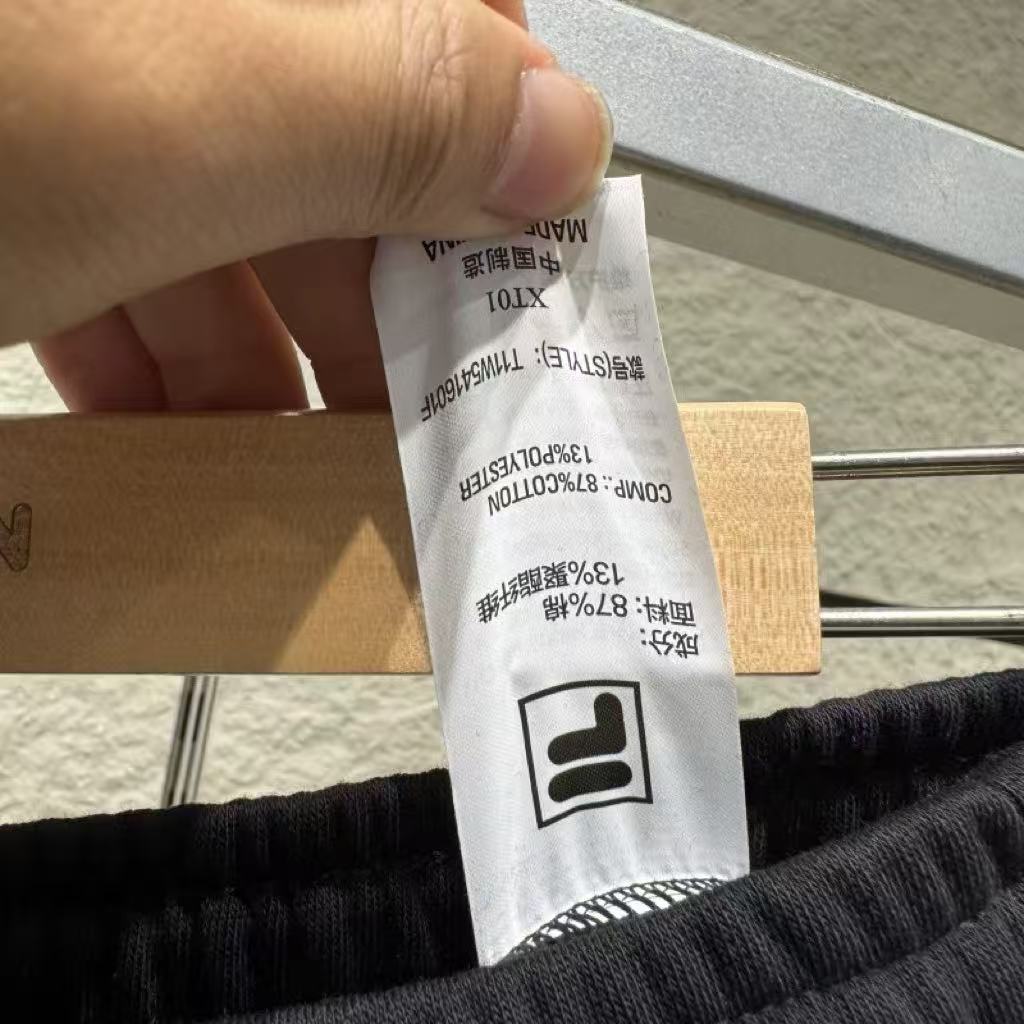 成分：
面料：87%棉
13%聚酯纤维
COMP.: 87%COTTON
13%POLYESTER
款号(STYLE)：T11W541601F
XT01
中国制造
MADE